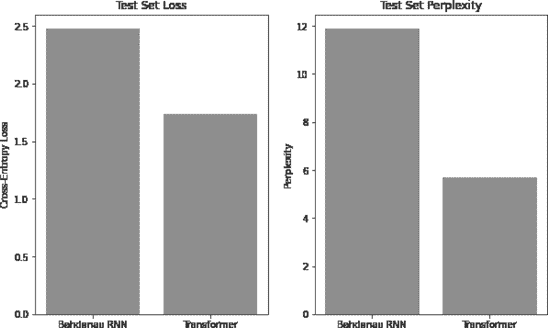 Test Set Loss
Cross-Entropy Loss
2.5
2.0
1.5
1.0
0.5
0.0
Bahdanau RNN
Transformer
Test Set Perplexity
Perplexity
12
10
8
6
4
2
0
Bahdanau RNN
Transformer